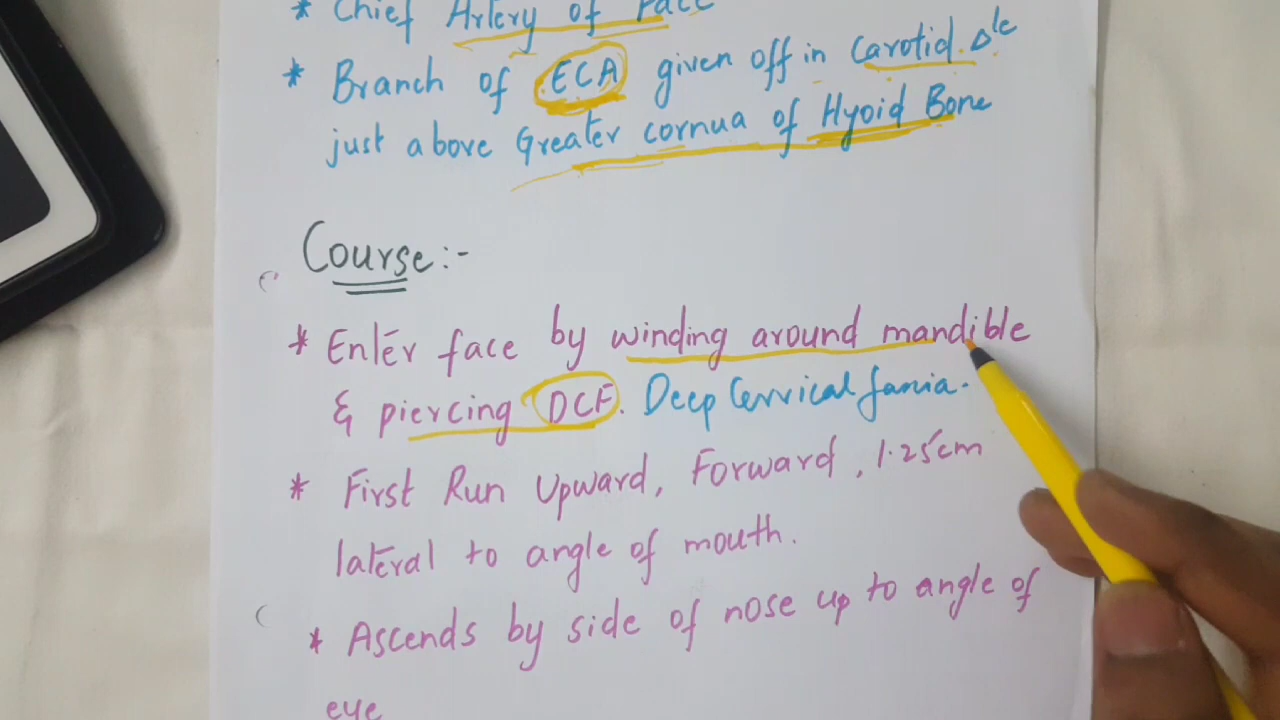 * Chief Artery of Face
* Branch of ECA given off in Carotid Δle
just above Greater cornua of Hyoid Bone
Course:-
* Enter face by winding around mandible
& piercing DCF. Deep Cervical fascia.
* First Run Upward, Forward, 1.25cm
lateral to angle of mouth.
* Ascends by side of nose up to angle of
eye